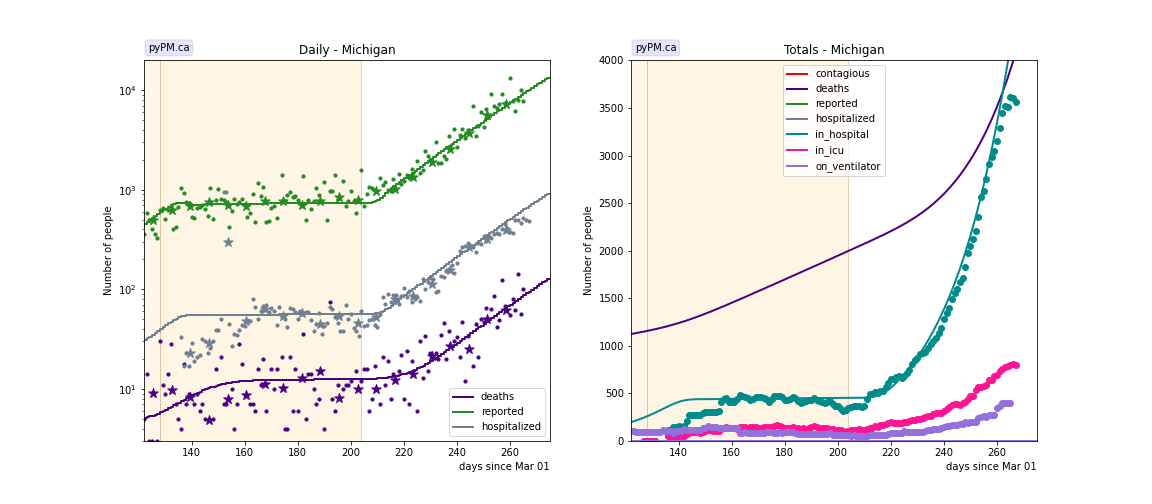 pyPM.ca
Daily - Michigan
Number of people
10⁴
10³
10²
10¹
140
160
180
200
220
240
260
days since Mar 01
deaths
reported
hospitalized
pyPM.ca
Totals - Michigan
Number of people
4000
3500
3000
2500
2000
1500
1000
500
0
140
160
180
200
220
240
260
days since Mar 01
contagious
deaths
reported
hospitalized
in_hospital
in_icu
on_ventilator